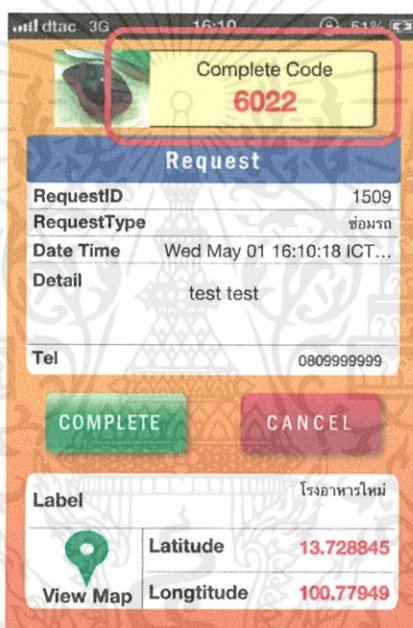 dtac 3G 16:10 51%
Complete Code
6022
Request
RequestID 1509
RequestType ซ่อมรถ
Date Time Wed May 01 16:10:18 ICT...
Detail test test
Tel 0809999999
COMPLETE CANCEL
Label โรงอาหารใหม่
Latitude 13.728845
View Map Longtitude 100.77949